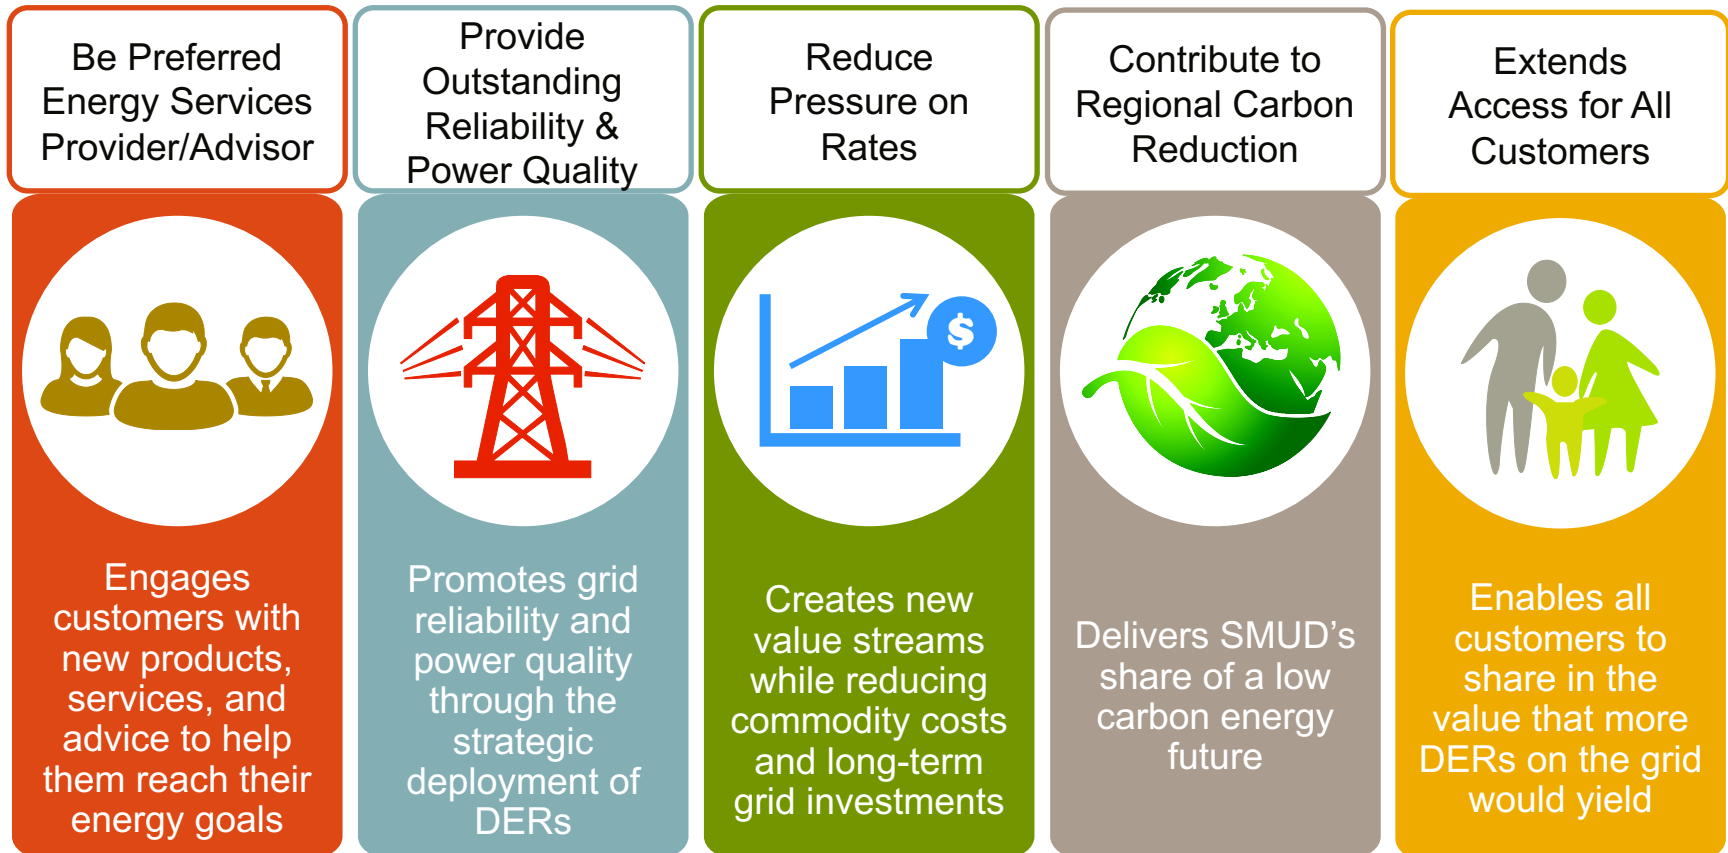 Be Preferred
Energy Services
Provider/Advisor
Provide
Outstanding
Reliability &
Power Quality
Reduce
Pressure on
Rates
Contribute to
Regional Carbon
Reduction
Extends
Access for All
Customers
$
Engages
customers with
new products,
services, and
advice to help
them reach their
energy goals
Promotes grid
reliability and
power quality
through the
strategic
deployment of
DERs
Creates new
value streams
while reducing
commodity costs
and long-term
grid investments
Delivers SMUD’s
share of a low
carbon energy
future
Enables all
customers to
share in the
value that more
DERs on the grid
would yield